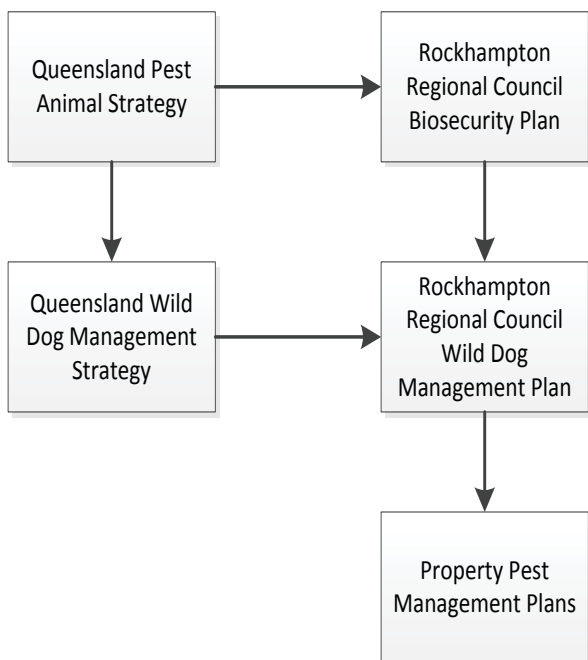 Queensland Pest
Animal Strategy
Rockhampton
Regional Council
Biosecurity Plan
Queensland Wild
Dog Management
Strategy
Rockhampton
Regional Council
Wild Dog
Management Plan
Property Pest
Management Plans